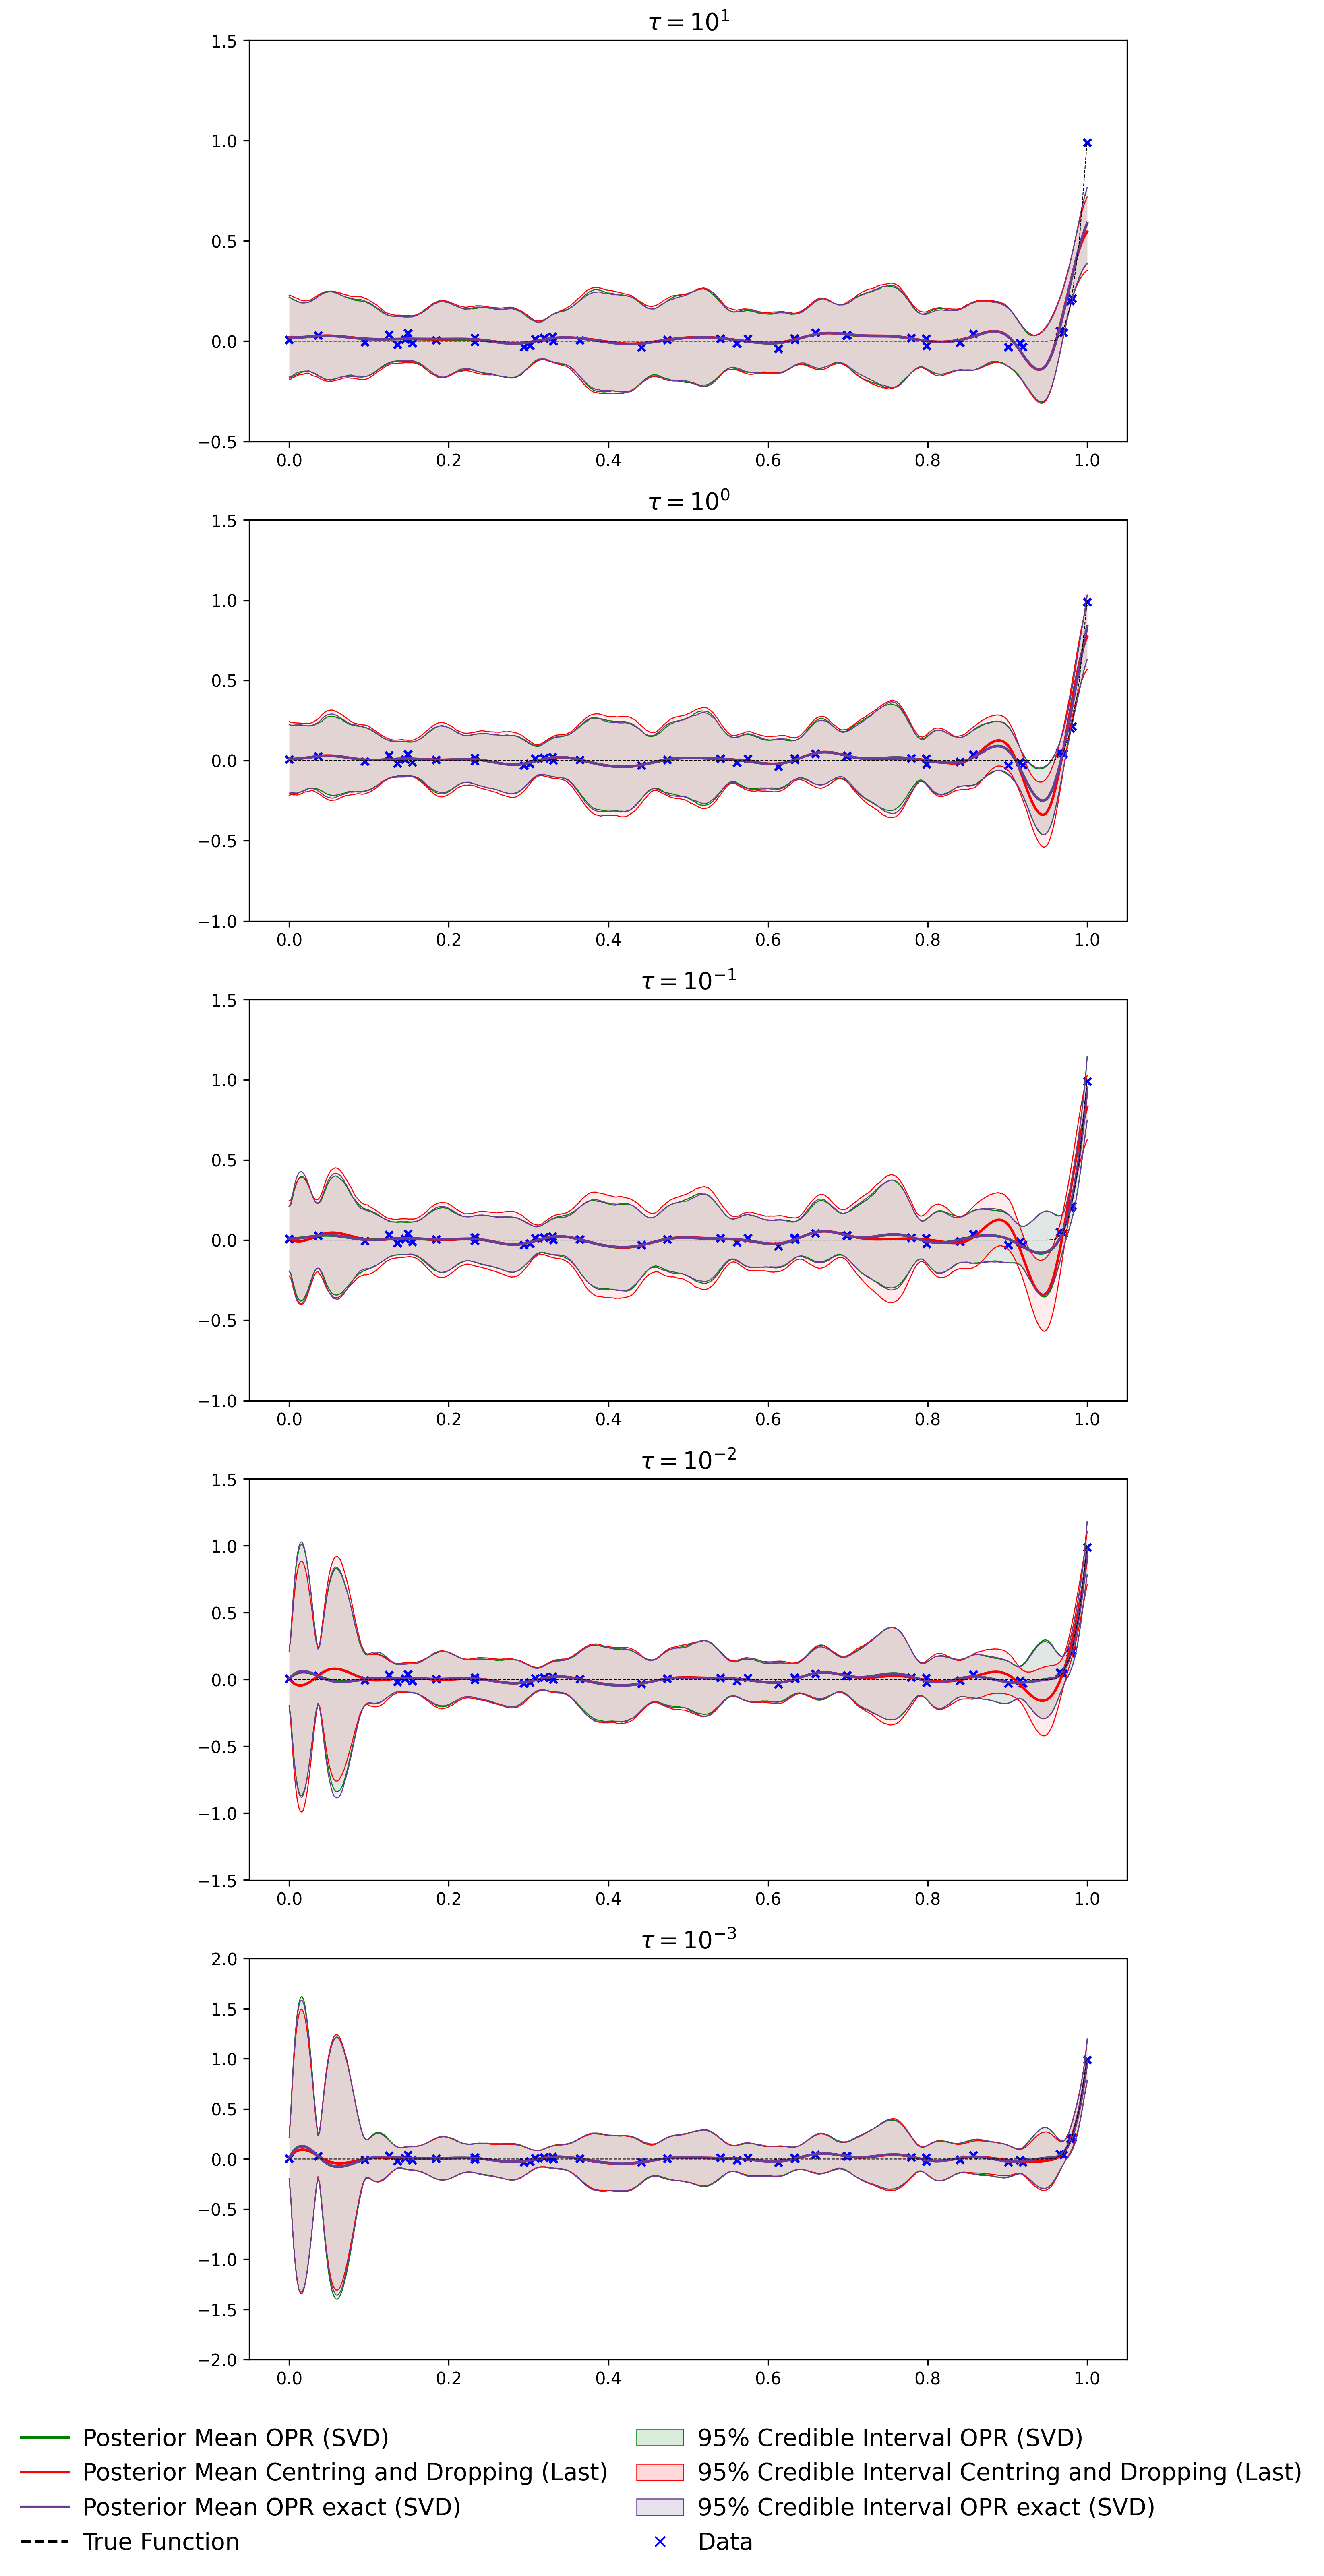 τ = 10¹
1.5
1.0
0.5
0.0
−0.5
0.0 0.2 0.4 0.6 0.8 1.0
τ = 10⁰
1.5
1.0
0.5
0.0
−0.5
−1.0
0.0 0.2 0.4 0.6 0.8 1.0
τ = 10⁻¹
1.5
1.0
0.5
0.0
−0.5
−1.0
0.0 0.2 0.4 0.6 0.8 1.0
τ = 10⁻²
1.5
1.0
0.5
0.0
−0.5
−1.0
−1.5
0.0 0.2 0.4 0.6 0.8 1.0
τ = 10⁻³
2.0
1.5
1.0
0.5
0.0
−0.5
−1.0
−1.5
−2.0
0.0 0.2 0.4 0.6 0.8 1.0
Posterior Mean OPR (SVD)
Posterior Mean Centring and Dropping (Last)
Posterior Mean OPR exact (SVD)
True Function
95% Credible Interval OPR (SVD)
95% Credible Interval Centring and Dropping (Last)
95% Credible Interval OPR exact (SVD)
Data